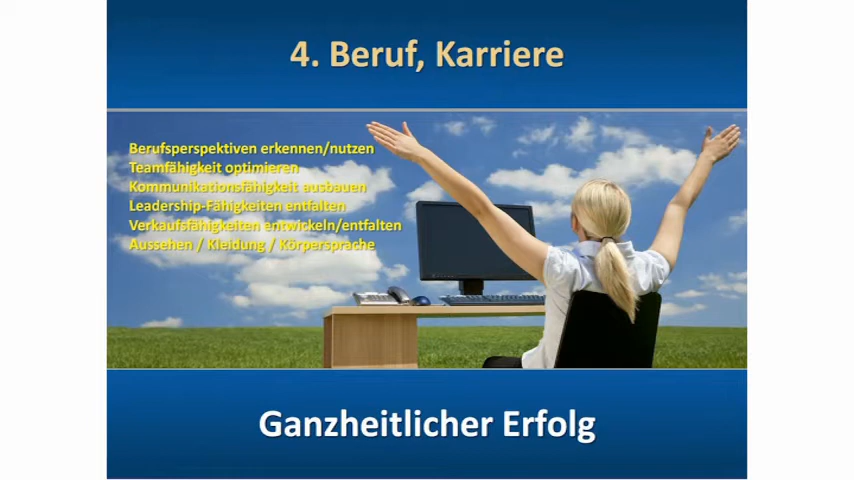 4. Beruf, Karriere
Berufsperspektiven erkennen/nutzen
Teamfähigkeit optimieren
Kommunikationsfähigkeit ausbauen
Leadership-Fähigkeiten entfalten
Verkaufsfähigkeiten entwickeln/entfalten
Aussehen / Kleidung / Körpersprache
Ganzheitlicher Erfolg